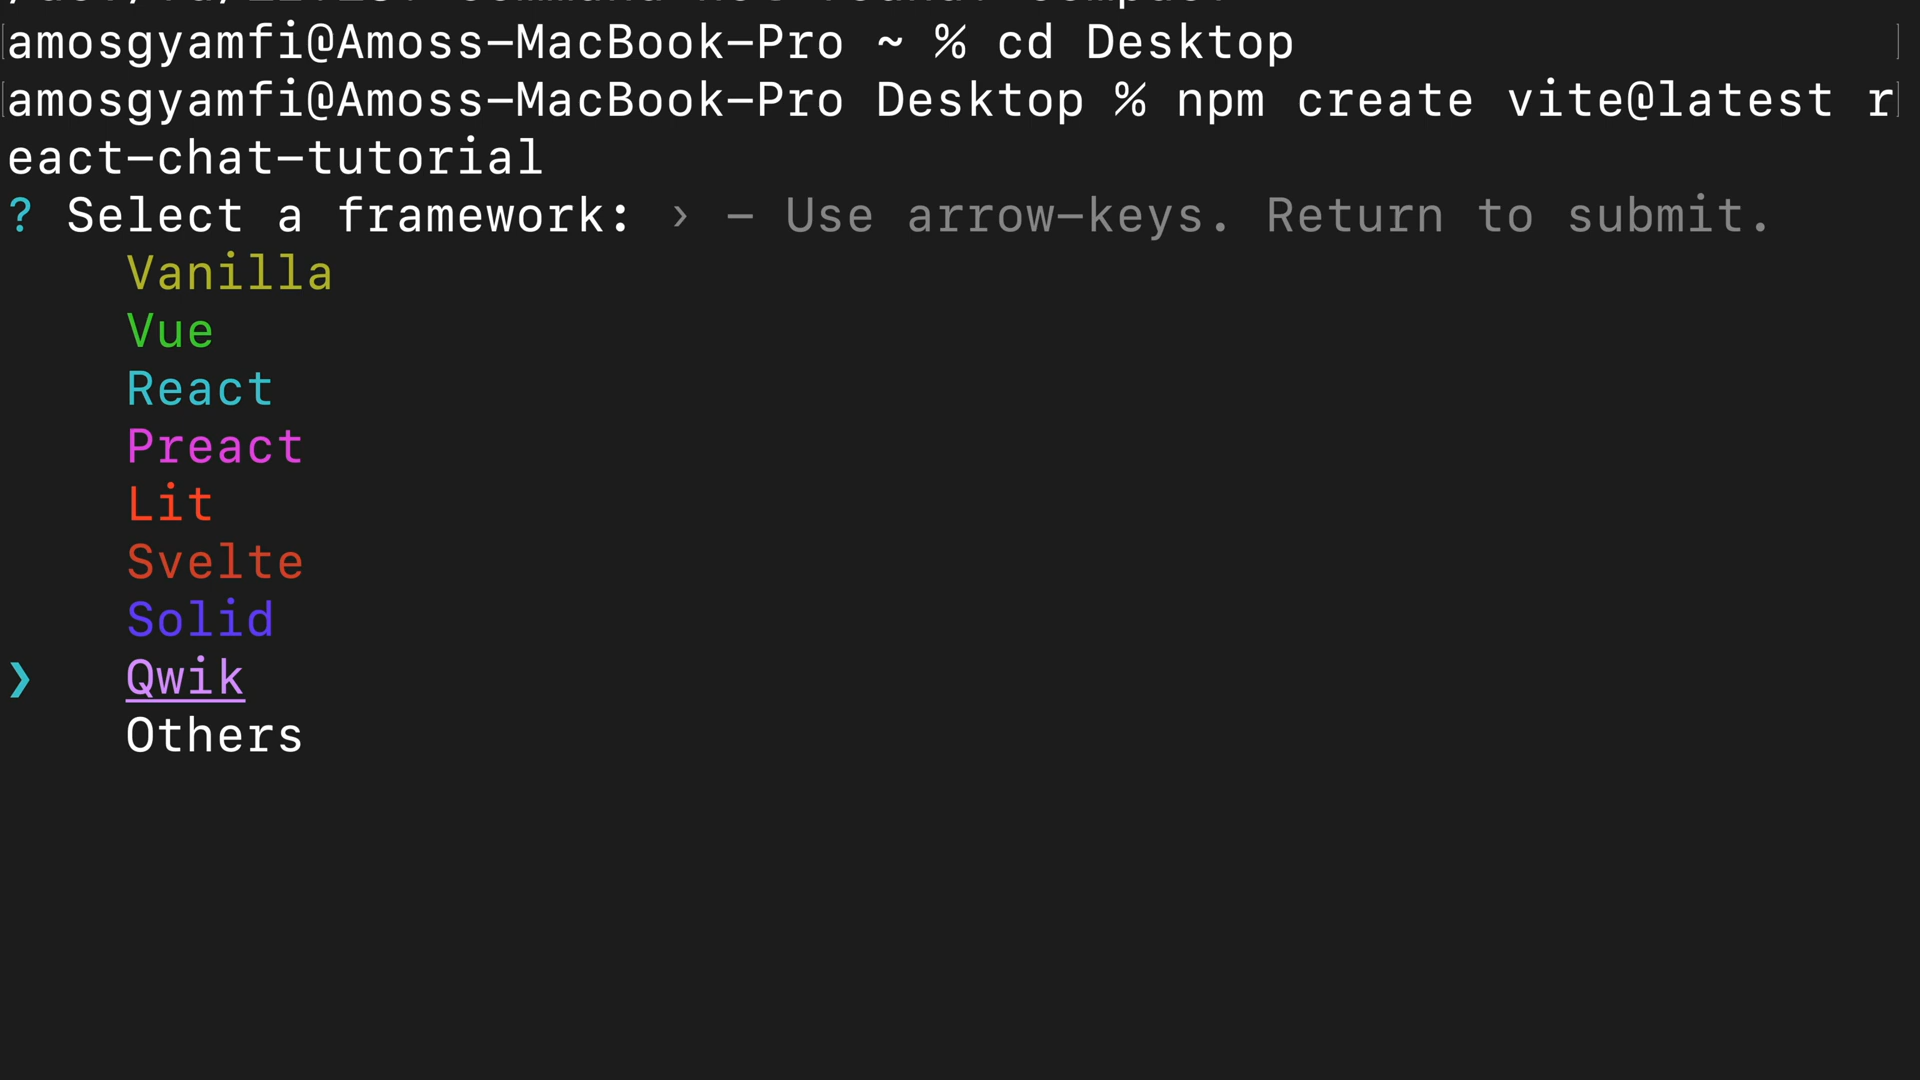 amosgyamfi@Amoss-MacBook-Pro ~ % cd Desktop
amosgyamfi@Amoss-MacBook-Pro Desktop % npm create vite@latest r
eact-chat-tutorial
? Select a framework: › - Use arrow-keys. Return to submit.
Vanilla
Vue
React
Preact
Lit
Svelte
Solid
❯ Qwik
Others